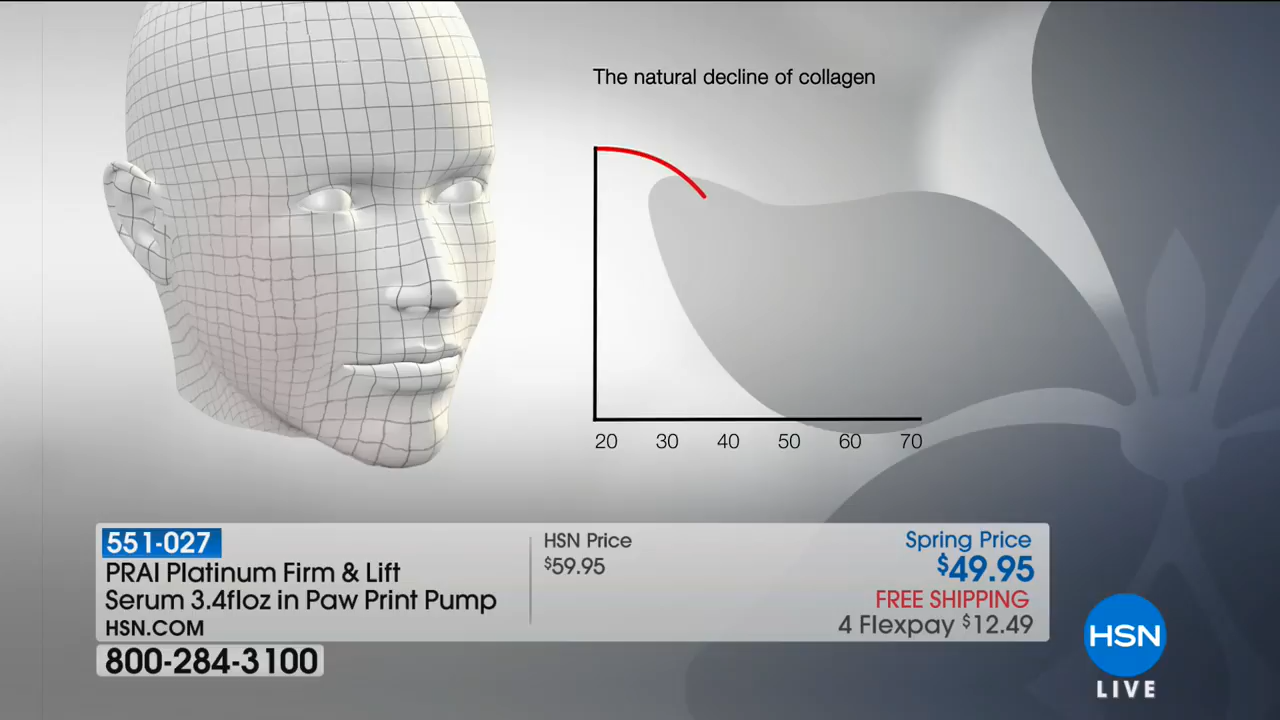 The natural decline of collagen
20 30 40 50 60 70
551-027
PRAI Platinum Firm & Lift
Serum 3.4floz in Paw Print Pump
HSN.COM
800-284-3100
HSN Price
$59.95
Spring Price
$49.95
FREE SHIPPING
4 Flexpay $12.49
HSN
LIVE